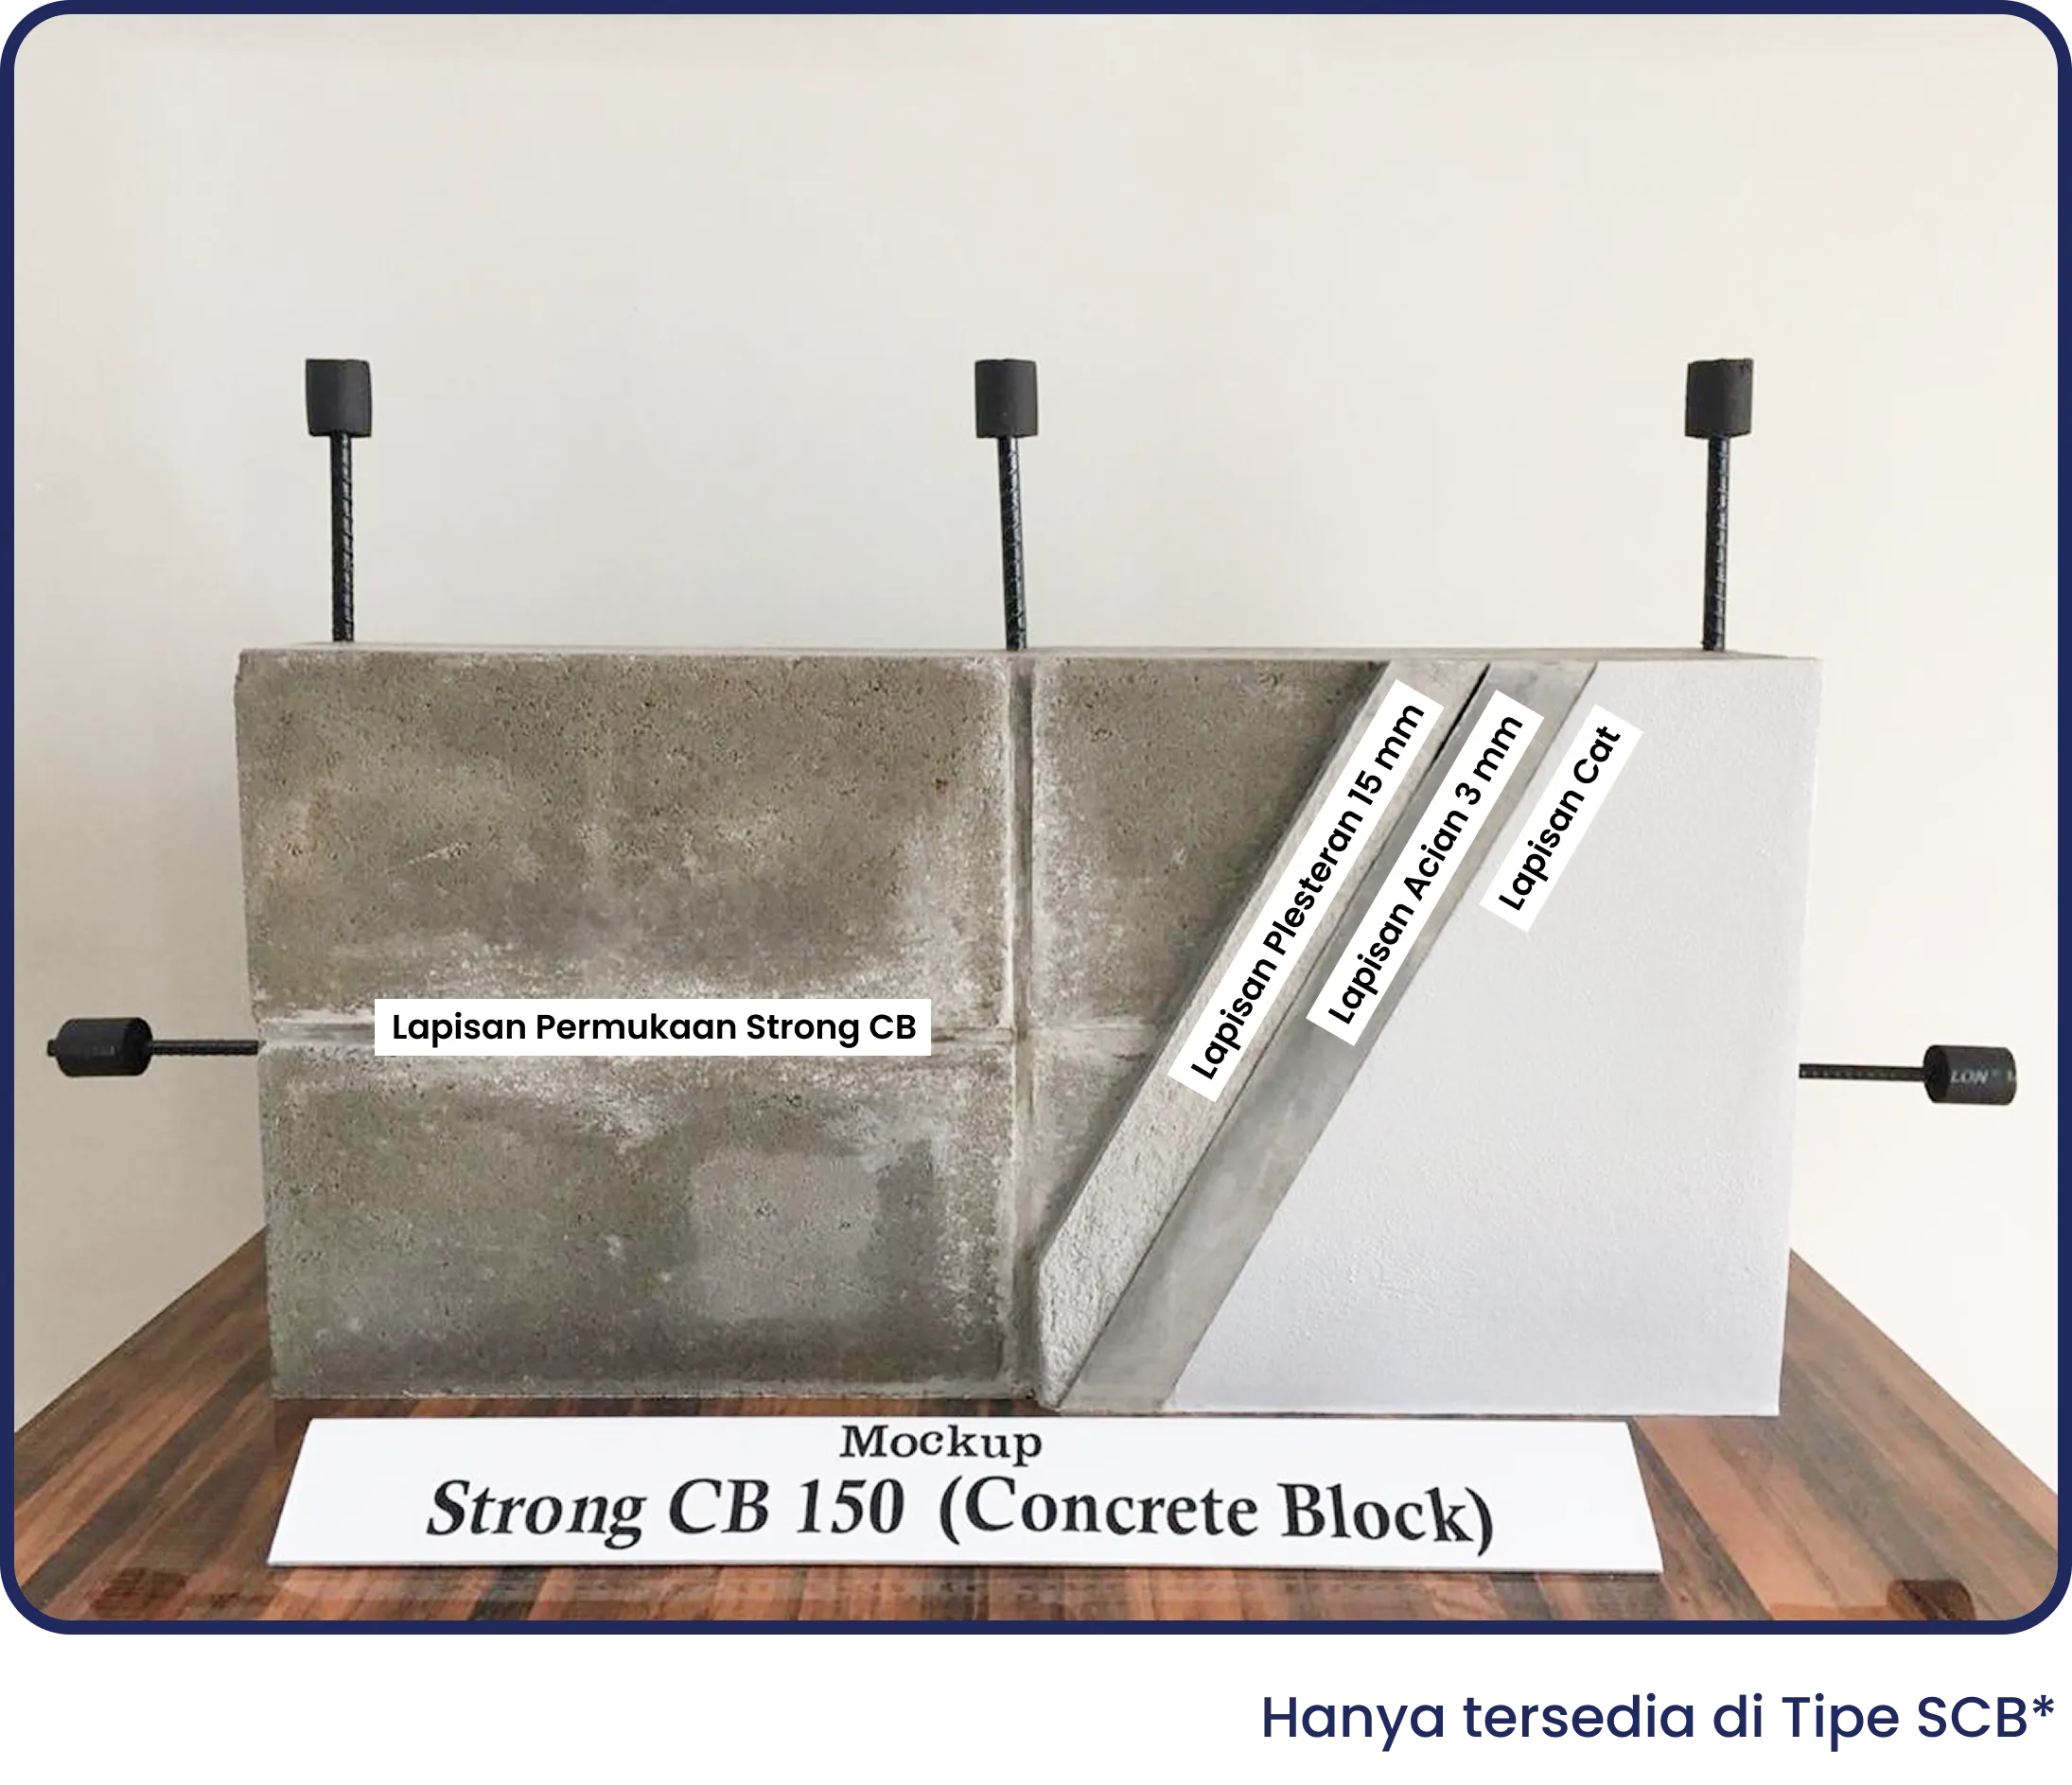 Lapisan Plesteran 15 mm
Lapisan Acian 3 mm
Lapisan Cat
Lapisan Permukaan Strong CB
LON
Mockup
Strong CB 150 (Concrete Block)
Hanya tersedia di Tipe SCB*